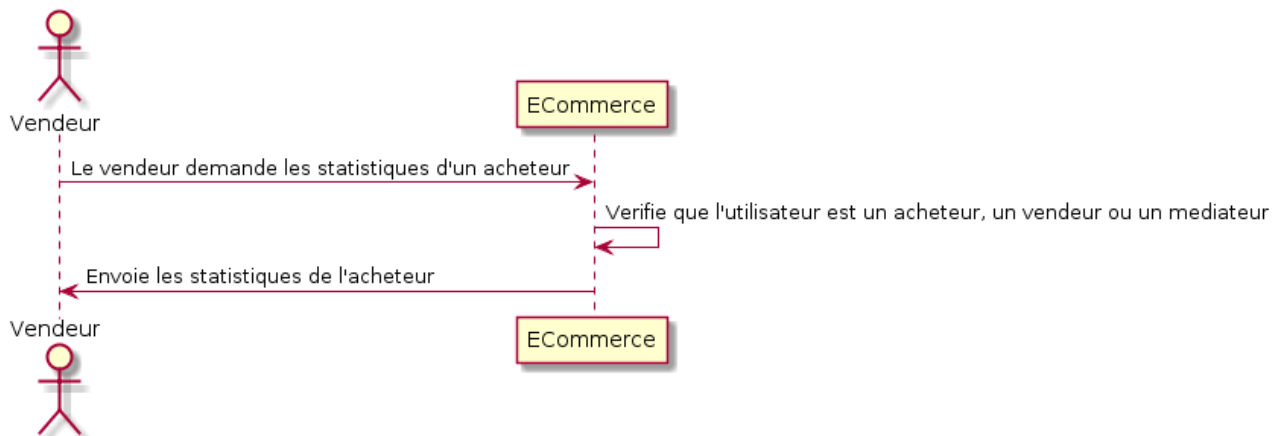 Vendeur
ECommerce
Le vendeur demande les statistiques d'un acheteur
Verifie que l'utilisateur est un acheteur, un vendeur ou un mediateur
Envoie les statistiques de l'acheteur
Vendeur
ECommerce